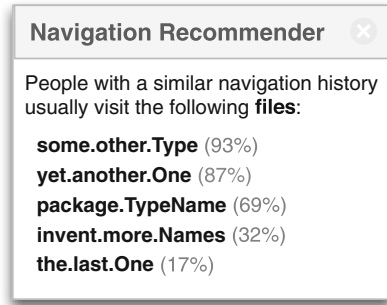 Navigation Recommender
People with a similar navigation history
usually visit the following files:
some.other.Type (93%)
yet.another.One (87%)
package.TypeName (69%)
invent.more.Names (32%)
the.last.One (17%)